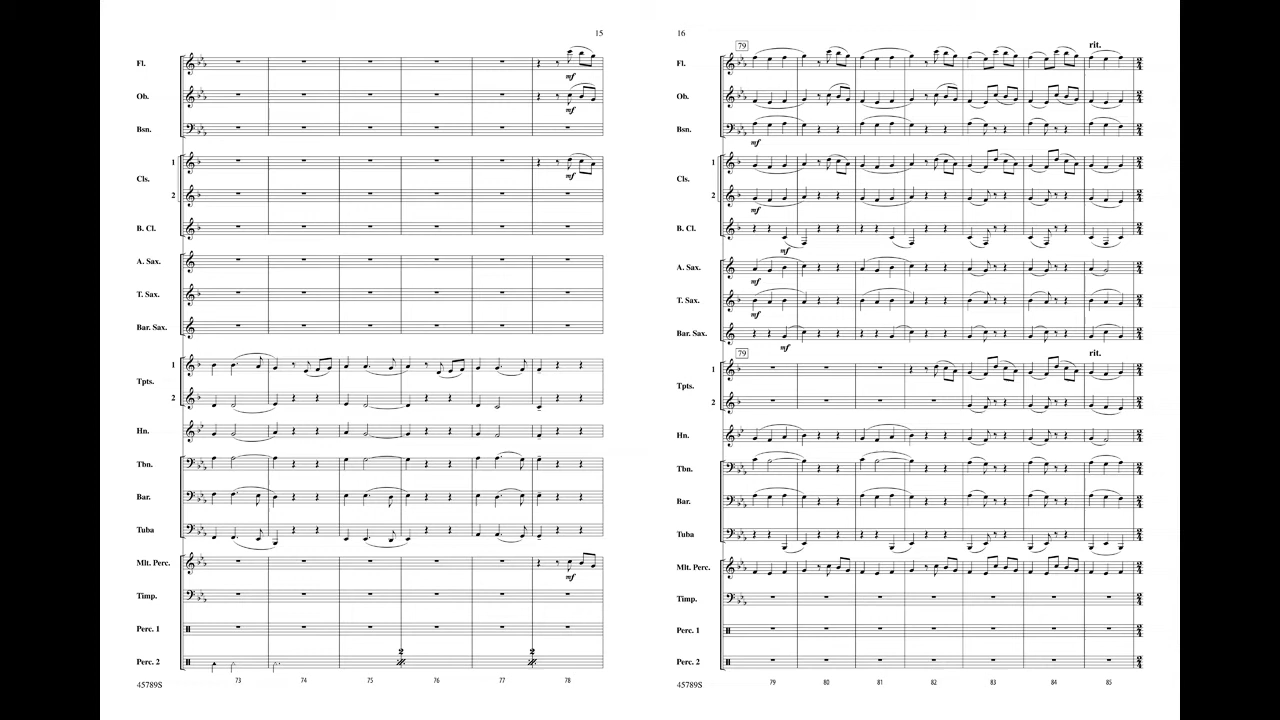 15
Fl.
mf
Ob.
mf
Bsn.
1
Cls.
mf
2
B. Cl.
A. Sax.
T. Sax.
Bar. Sax.
1
Tpts.
2
Hn.
Tbn.
Bar.
Tuba
Mlt. Perc.
mf
Timp.
Perc. 1
2 2
Perc. 2
45789S 73 74 75 76 77 78
16
79 rit.
Fl.
Ob.
Bsn.
mf
1
Cls.
2
mf
B. Cl.
mf
A. Sax.
mf
T. Sax.
mf
Bar. Sax.
mf
79 rit.
1
Tpts.
2
Hn.
Tbn.
Bar.
Tuba
Mlt. Perc.
Timp.
Perc. 1
Perc. 2
45789S 79 80 81 82 83 84 85